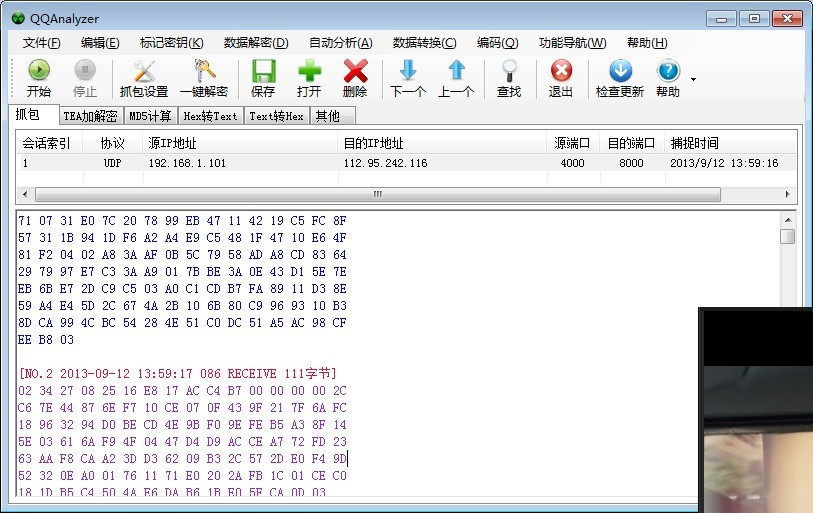 QQAnalyzer
文件(F) 编辑(E) 标记密钥(K) 数据解密(D) 自动分析(A) 数据转换(C) 编码(Q) 功能导航(W) 帮助(H)
开始 停止 抓包设置 一键解密 保存 打开 删除 下一个 上一个 查找 退出 检查更新 帮助
抓包 TEA加解密 MD5计算 Hex转Text Text转Hex 其他
会话索引 协议 源IP地址 目的IP地址 源端口 目的端口 捕捉时间
1 UDP 192.168.1.101 112.95.242.116 4000 8000 2013/9/12 13:59:16
71 07 31 E0 7C 20 78 99 EB 47 11 42 19 C5 FC 8F
57 31 1B 94 1D F6 A2 A4 E9 C5 48 1F 47 10 E6 4F
81 F2 04 02 A8 3A AF 0B 5C 79 58 AD A8 CD 83 64
29 79 97 E7 C3 3A A9 01 7B BE 3A 0E 43 D1 5E 7E
EB 6B E7 2D C9 C5 03 A0 C1 CD B7 FA 89 11 D3 8E
59 A4 E4 5D 2C 67 4A 2B 10 6B 80 C9 96 93 10 B3
8D CA 99 4C BC 54 28 4E 51 C0 DC 51 A5 AC 98 CF
EE B8 03
[NO.2 2013-09-12 13:59:17 086 RECEIVE 111字节]
02 34 27 08 25 16 E8 17 AC C4 B7 00 00 00 00 2C
C6 7E 44 87 6E F7 10 CE 07 0F 43 9F 21 7F 6A FC
18 96 32 94 D0 BE CD 4E 9B 9E FE B5 A3 8F 14
5E 03 61 6A F9 4F 04 47 D4 D9 AC CE A7 72 FD 23
63 AA F8 CA A2 3D D3 62 09 B3 2C 57 2D E0 F4 9D
52 32 0E A0 01 76 11 71 E0 20 2A FB 1C 01 CE C0
18 1D B5 C4 50 4A E6 DA B6 1B E0 5F CA 0D 03